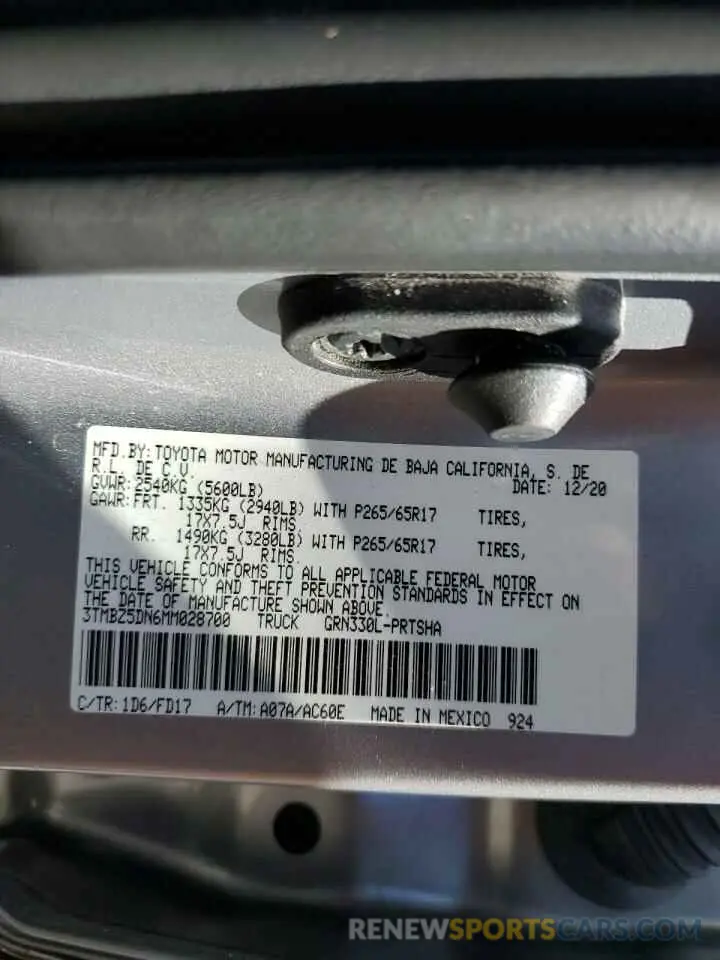 MFD.BY: TOYOTA MOTOR MANUFACTURING DE BAJA CALIFORNIA, S. DE
R.L. DE C.V. DATE: 12/20
GVWR: 2540KG (5600LB)
GAWR: FRT. 1335KG (2940LB) WITH P265/65R17 TIRES,
17X7.5J RIMS.
RR. 1490KG (3280LB) WITH P265/65R17 TIRES,
17X7.5J RIMS.
THIS VEHICLE CONFORMS TO ALL APPLICABLE FEDERAL MOTOR
VEHICLE SAFETY AND THEFT PREVENTION STANDARDS IN EFFECT ON
THE DATE OF MANUFACTURE SHOWN ABOVE.
3TMBZ5DN6MM028700 TRUCK GRN330L-PRTSHA
C/TR: 1D6/FD17 A/TM: A07A/AC60E MADE IN MEXICO 924
RENEWSPORTSCARS.COM